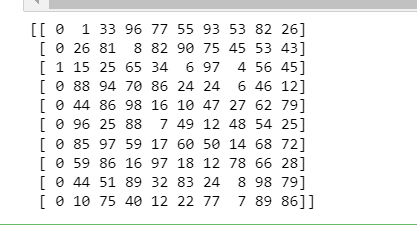 [[ 0 1 33 96 77 55 93 53 82 26]
[ 0 26 81 8 82 90 75 45 53 43]
[ 1 15 25 65 34 6 97 4 56 45]
[ 0 88 94 70 86 24 24 6 46 12]
[ 0 44 86 98 16 10 47 27 62 79]
[ 0 96 25 88 7 49 12 48 54 25]
[ 0 85 97 59 17 60 50 14 68 72]
[ 0 59 86 16 97 18 12 78 66 28]
[ 0 44 51 89 32 83 24 8 98 79]
[ 0 10 75 40 12 22 77 7 89 86]]